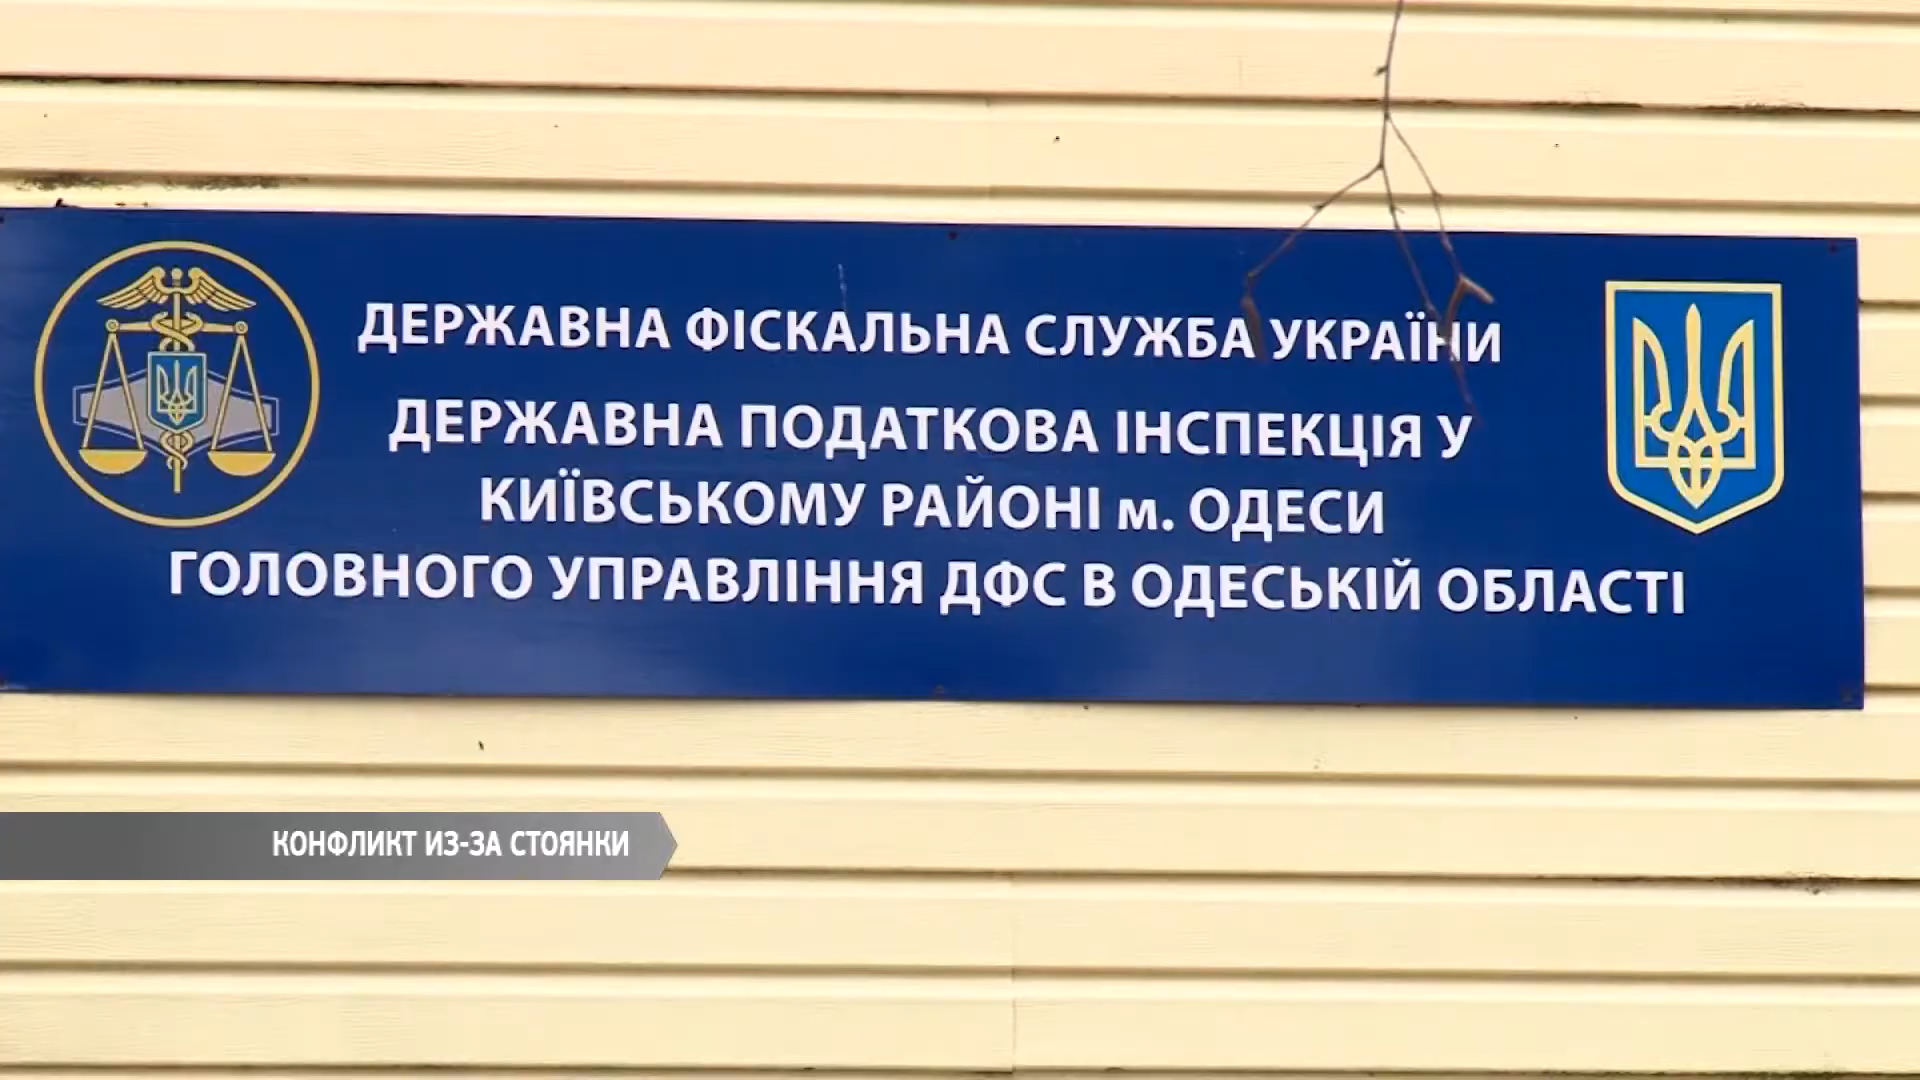 ДЕРЖАВНА ФІСКАЛЬНА СЛУЖБА УКРАЇНИ
ДЕРЖАВНА ПОДАТКОВА ІНСПЕКЦІЯ У
КИЇВСЬКОМУ РАЙОНІ м. ОДЕСИ
ГОЛОВНОГО УПРАВЛІННЯ ДФС В ОДЕСЬКІЙ ОБЛАСТІ
КОНФЛИКТ ИЗ-ЗА СТОЯНКИ